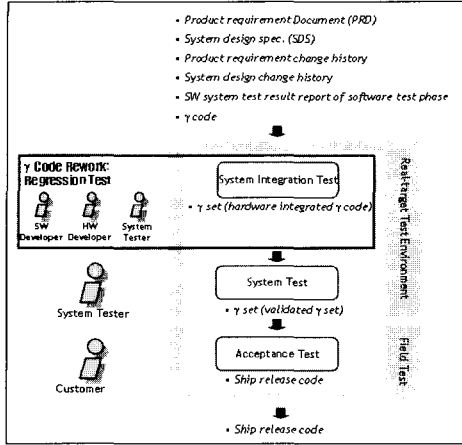 • Product requirement Document (PRD)
• System design spec. (SDS)
• Product requirement change history
• System design change history
• SW system test result report of software test phase
• γ code
γ Code Rework:
Regression Test
SW Developer
HW Developer
System Tester
System Integration Test
• γ set (hardware integrated γ code)
Real-target Test Environment
System Tester
System Test
• γ set (validated γ set)
Customer
Acceptance Test
• Ship release code
Field Test
• Ship release code